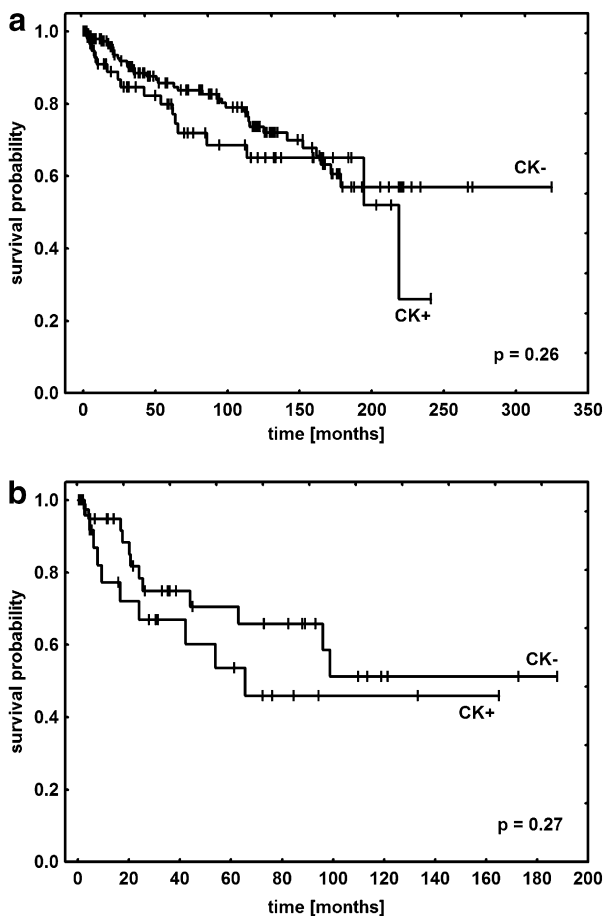 a
survival probability
1.0
0.8
0.6
0.4
0.2
0.0
CK-
CK+
p = 0.26
0 50 100 150 200 250 300 350
time [months]
b
survival probability
1.0
0.8
0.6
0.4
0.2
0.0
CK-
CK+
p = 0.27
0 20 40 60 80 100 120 140 160 180 200
time [months]